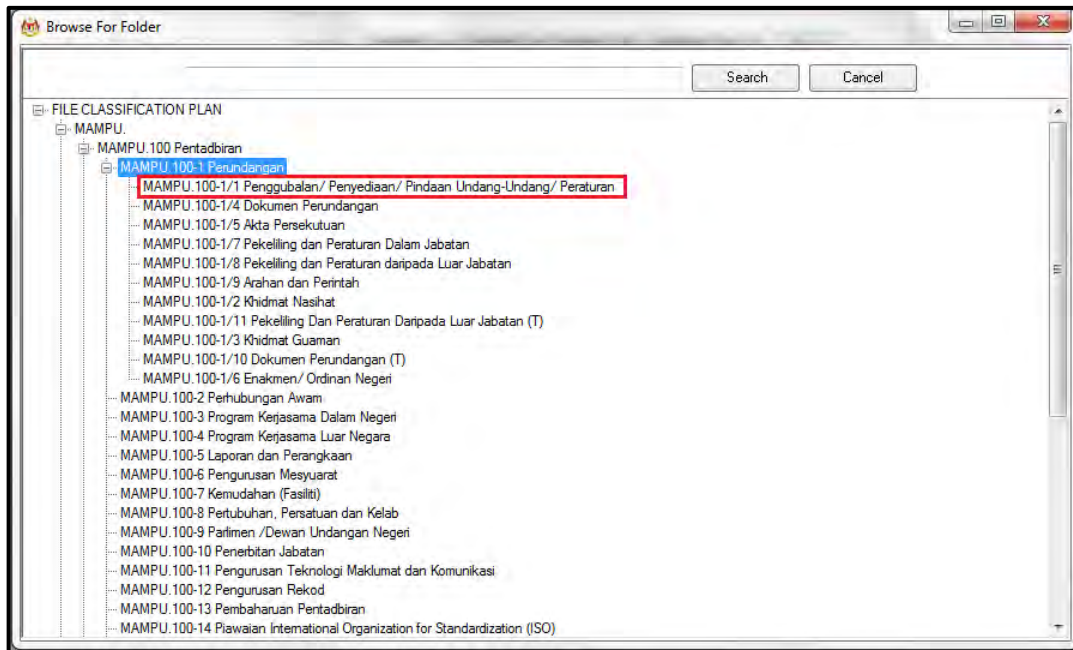 Browse For Folder
Search Cancel
FILE CLASSIFICATION PLAN
MAMPU.
MAMPU.100 Pentadbiran
MAMPU.100-1 Perundangan
MAMPU.100-1/1 Penggubalan/ Penyediaan/ Pindaan Undang-Undang/ Peraturan
MAMPU.100-1/4 Dokumen Perundangan
MAMPU.100-1/5 Akta Persekutuan
MAMPU.100-1/7 Pekeliling dan Peraturan Dalam Jabatan
MAMPU.100-1/8 Pekeliling dan Peraturan daripada Luar Jabatan
MAMPU.100-1/9 Arahan dan Perintah
MAMPU.100-1/2 Khidmat Nasihat
MAMPU.100-1/11 Pekeliling Dan Peraturan Daripada Luar Jabatan (T)
MAMPU.100-1/3 Khidmat Guaman
MAMPU.100-1/10 Dokumen Perundangan (T)
MAMPU.100-1/6 Enakmen/ Ordinan Negeri
MAMPU.100-2 Perhubungan Awam
MAMPU.100-3 Program Kerjasama Dalam Negeri
MAMPU.100-4 Program Kerjasama Luar Negara
MAMPU.100-5 Laporan dan Perangkaan
MAMPU.100-6 Pengurusan Mesyuarat
MAMPU.100-7 Kemudahan (Fasiliti)
MAMPU.100-8 Pertubuhan, Persatuan dan Kelab
MAMPU.100-9 Parlimen /Dewan Undangan Negeri
MAMPU.100-10 Penerbitan Jabatan
MAMPU.100-11 Pengurusan Teknologi Maklumat dan Komunikasi
MAMPU.100-12 Pengurusan Rekod
MAMPU.100-13 Pembaharuan Pentadbiran
MAMPU.100-14 Piawaian International Organization for Standardization (ISO)